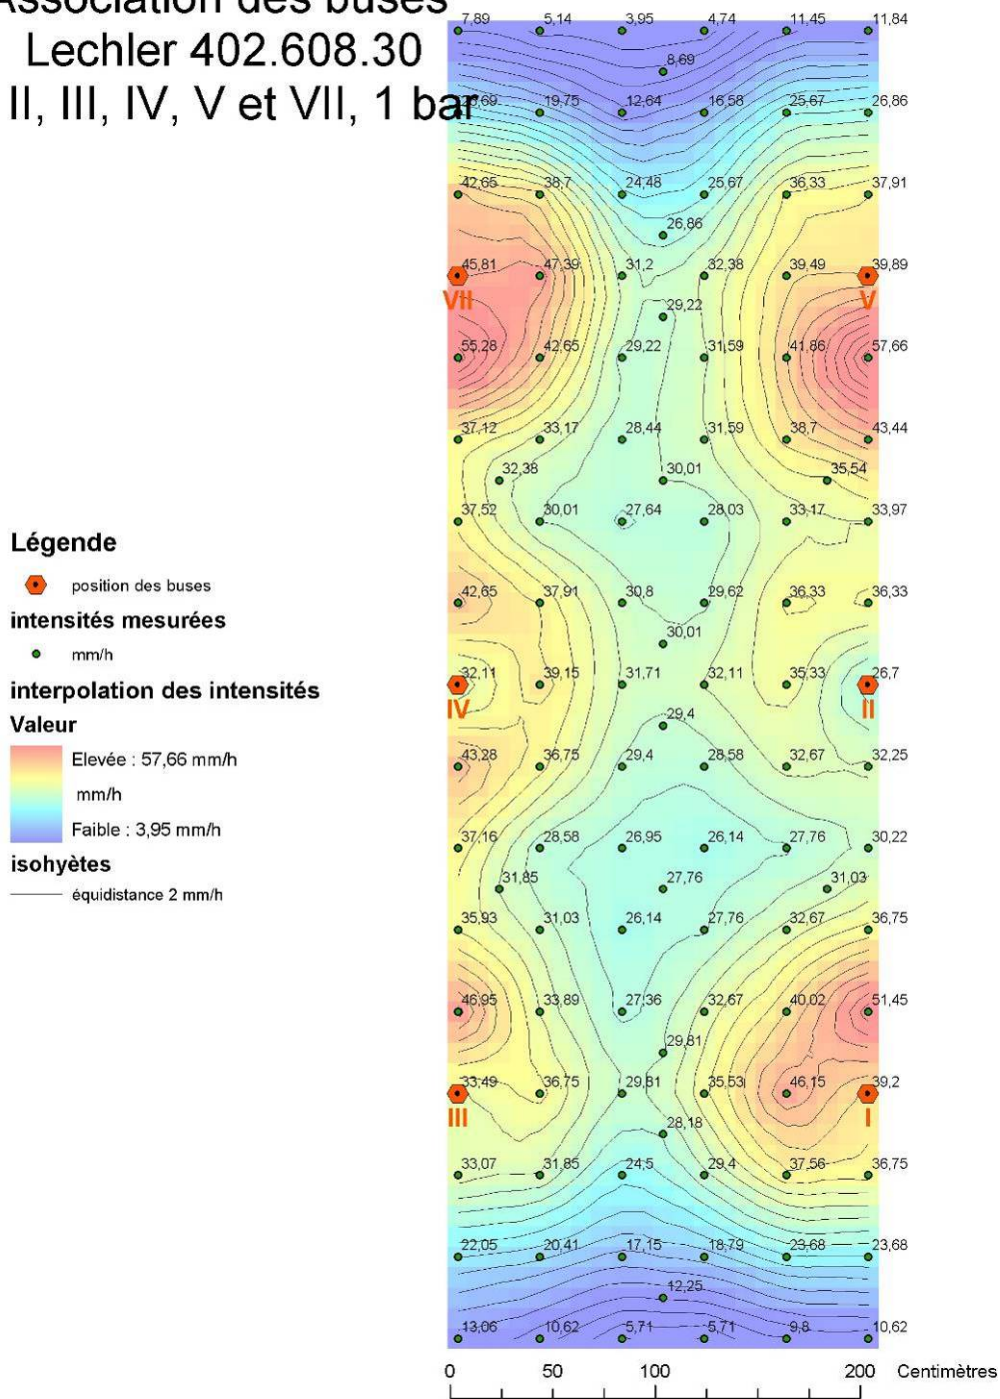 Association des buses
Lechler 402.608.30
II, III, IV, V et VII, 1 bar
7,89 5,14 3,95 4,74 11,45 11,84
8,69
19,75 12,64 16,58 25,67 26,86
42,65 38,7 24,48 25,67 36,33 37,91
26,86
45,81 47,39 31,2 32,38 39,49 39,89
VII V
29,22
55,28 42,65 29,22 31,59 41,86 57,66
37,12 33,17 28,44 31,59 38,7 43,44
32,38 30,01 35,54
37,52 30,01 27,64 28,03 33,17 33,97
Légende
position des buses
intensités mesurées
mm/h
interpolation des intensités
Valeur
Elevée : 57,66 mm/h
mm/h
Faible : 3,95 mm/h
isohyètes
équidistance 2 mm/h
42,65 37,91 30,8 29,62 36,33 36,33
30,01
32,11 39,15 31,71 32,11 35,33 26,7
IV II
29,4
43,28 36,75 29,4 28,58 32,67 32,25
37,16 28,58 26,95 26,14 27,76 30,22
31,85 27,76 31,03
35,93 31,03 26,14 27,76 32,67 36,75
46,95 33,89 27,36 32,67 40,02 51,45
29,81
33,49 36,75 29,81 35,53 46,15 39,2
III I
28,18
33,07 31,85 24,5 29,4 37,56 36,75
22,05 20,41 17,15 18,79 23,68 23,68
12,25
13,06 10,62 5,71 5,71 9,8 10,62
0 50 100 200 Centimètres